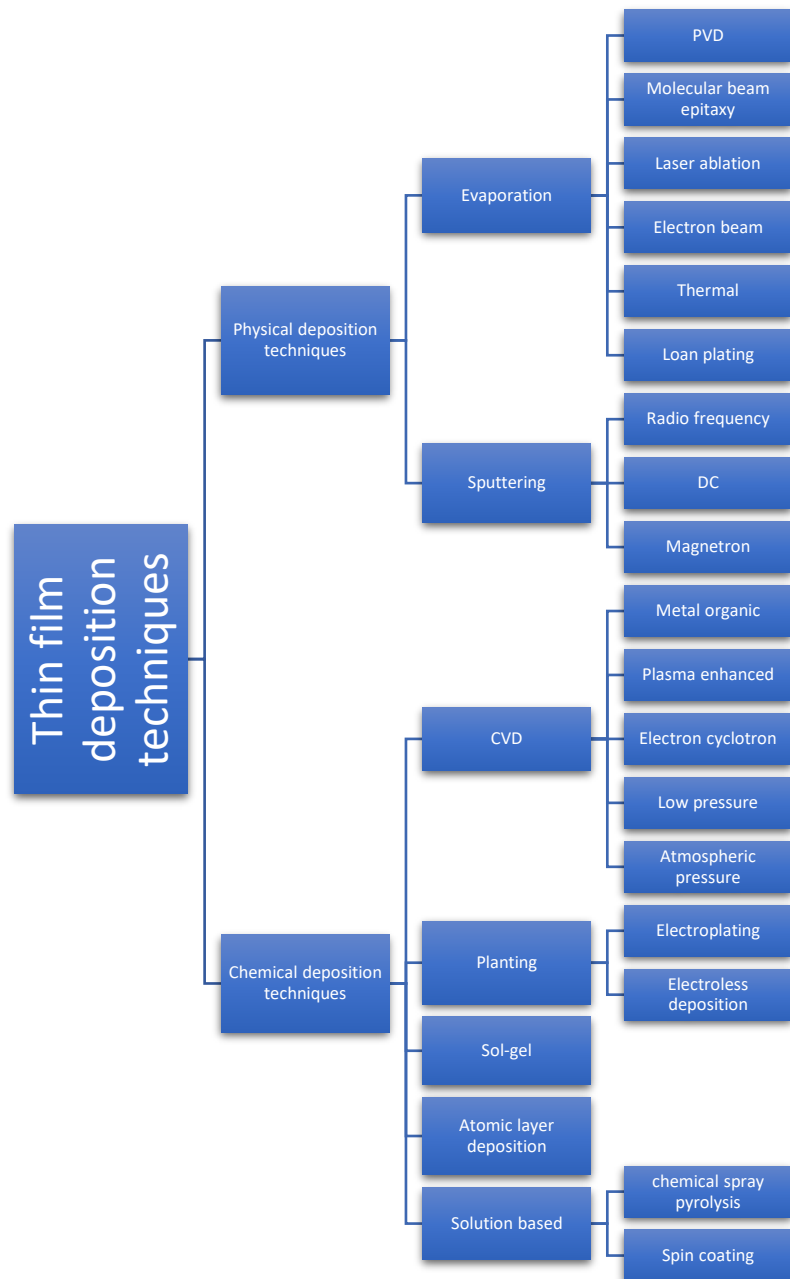 Thin film
deposition
techniques
Physical deposition
techniques
Evaporation
PVD
Molecular beam
epitaxy
Laser ablation
Electron beam
Thermal
Loan plating
Sputtering
Radio frequency
DC
Magnetron
Chemical deposition
techniques
CVD
Metal organic
Plasma enhanced
Electron cyclotron
Low pressure
Atmospheric
pressure
Planting
Electroplating
Electroless
deposition
Sol-gel
Atomic layer
deposition
Solution based
chemical spray
pyrolysis
Spin coating